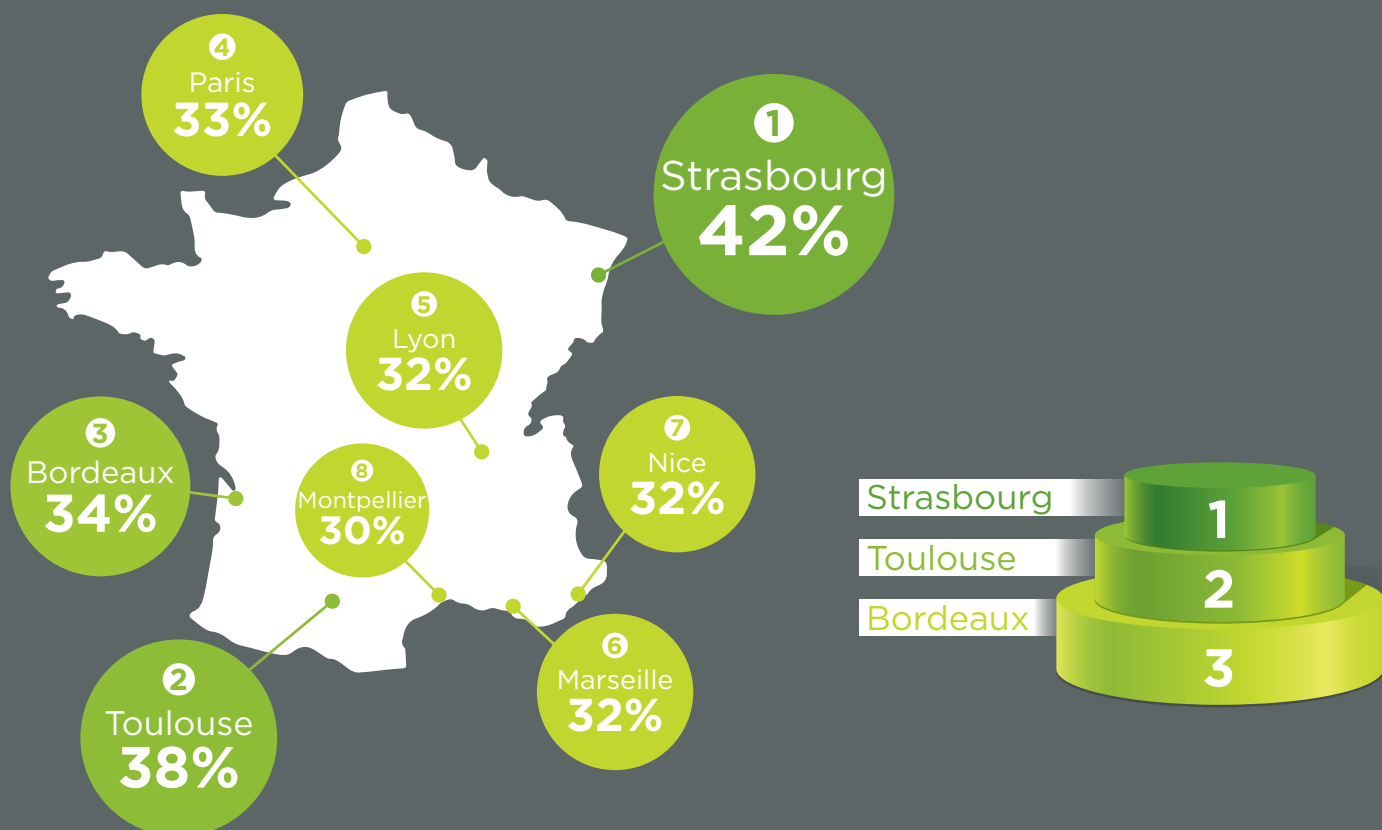 4
Paris
33%
1
Strasbourg
42%
5
Lyon
32%
3
Bordeaux
34%
8
Montpellier
30%
7
Nice
32%
2
Toulouse
38%
6
Marseille
32%
Strasbourg
1
Toulouse
2
Bordeaux
3